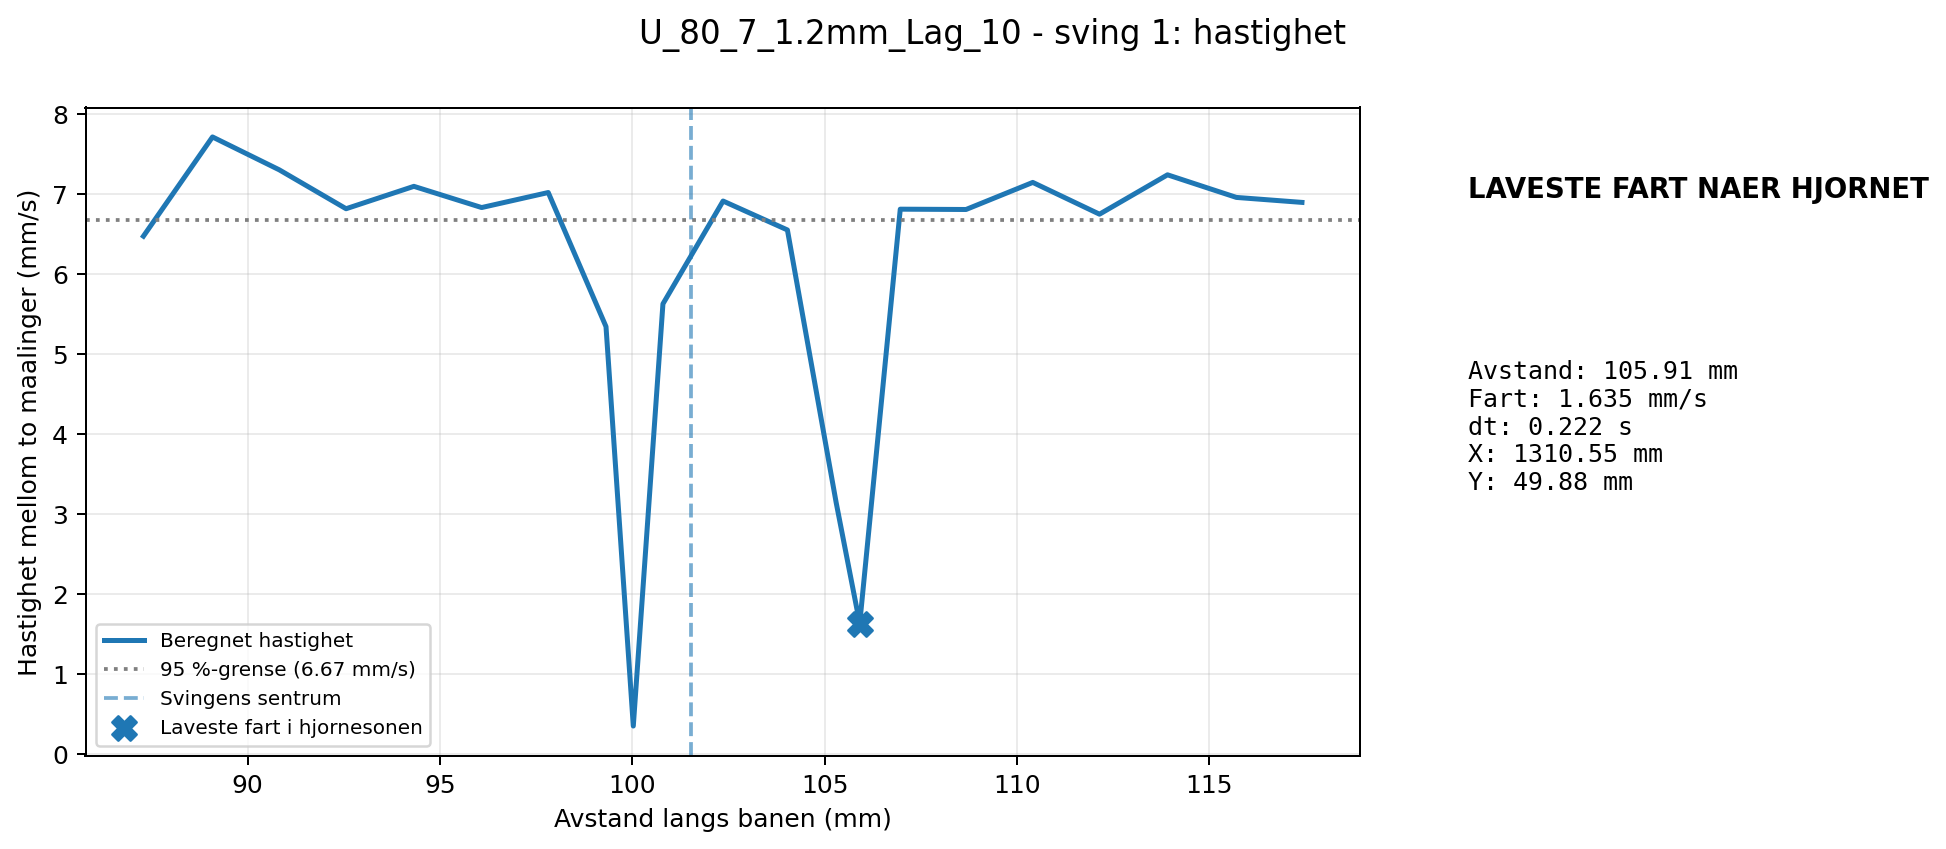 U_80_7_1.2mm_Lag_10 - sving 1: hastighet
Hastighet mellom to maalinger (mm/s)
8
7
6
5
4
3
2
1
0
Beregnet hastighet
95 %-grense (6.67 mm/s)
Svingens sentrum
Laveste fart i hjornesonen
90
95
100
105
110
115
Avstand langs banen (mm)
LAVESTE FART NAER HJORNET
Avstand: 105.91 mm
Fart: 1.635 mm/s
dt: 0.222 s
X: 1310.55 mm
Y: 49.88 mm